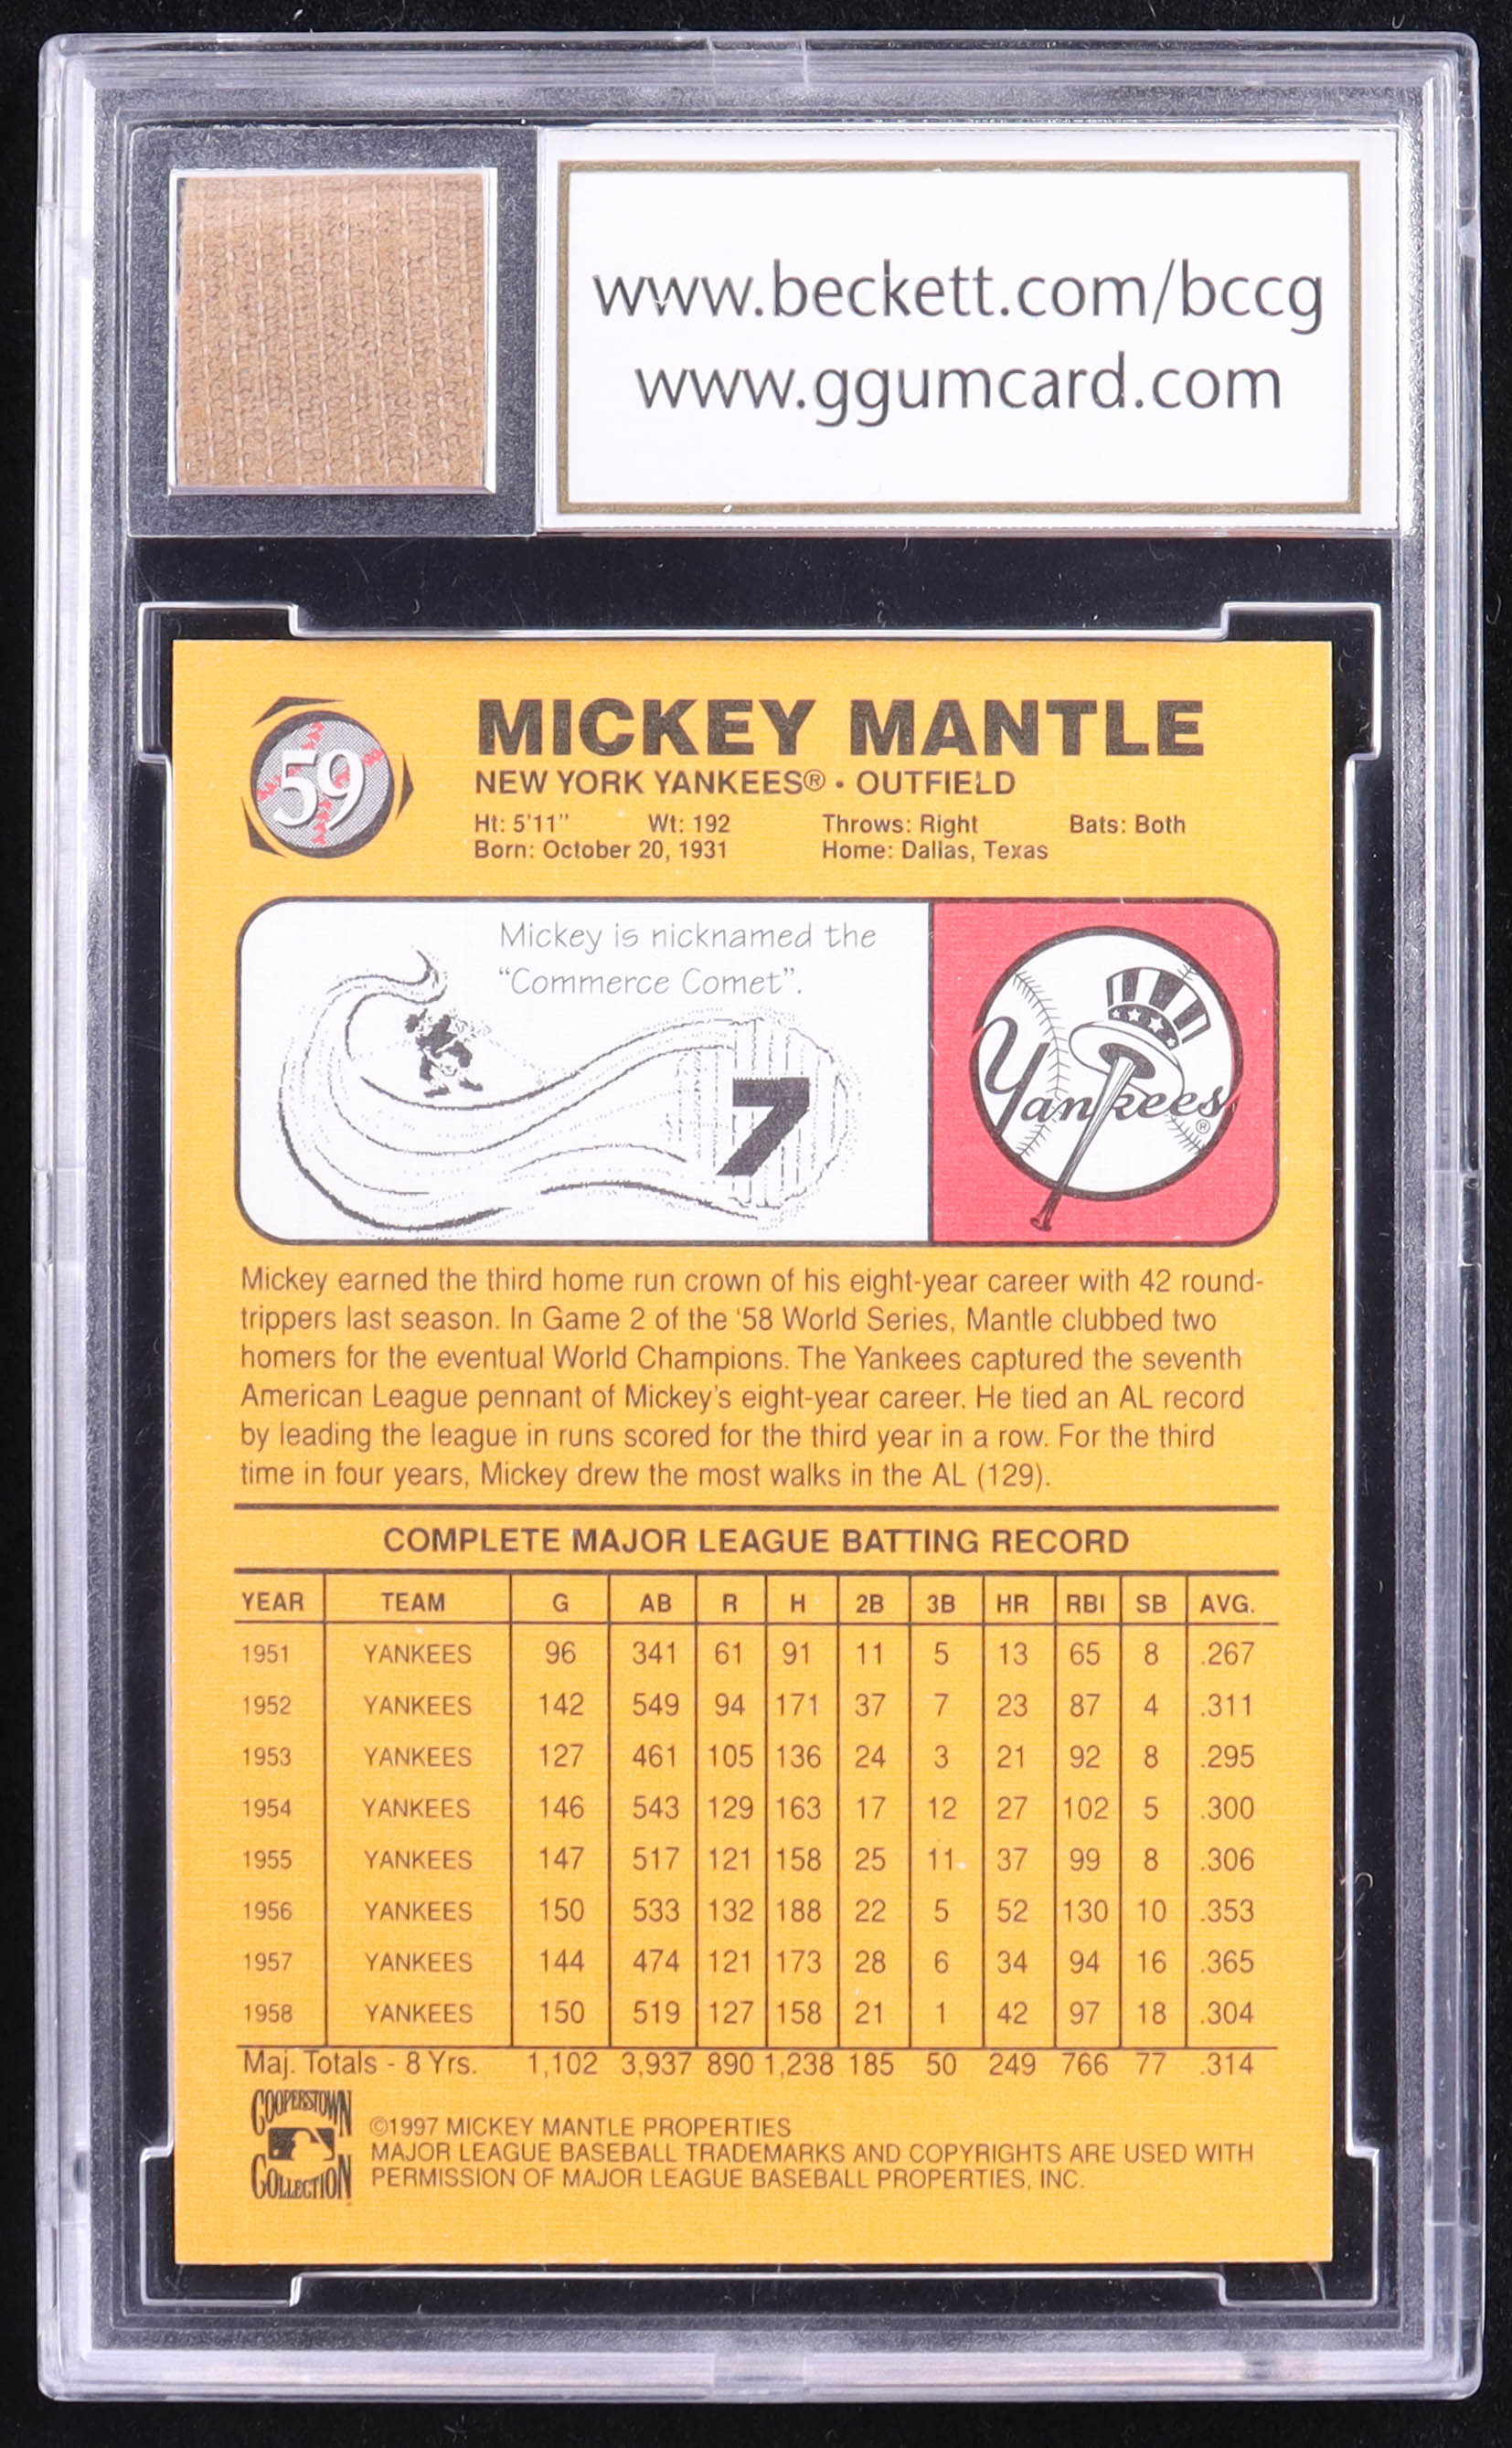 www.beckett.com/bccg
www.ggumcard.com
59
MICKEY MANTLE
NEW YORK YANKEES® • OUTFIELD
Ht: 5'11" Wt: 192 Throws: Right Bats: Both
Born: October 20, 1931 Home: Dallas, Texas
Mickey is nicknamed the
"Commerce Comet".
7
Yankees®
Mickey earned the third home run crown of his eight-year career with 42 round-
trippers last season. In Game 2 of the '58 World Series, Mantle clubbed two
homers for the eventual World Champions. The Yankees captured the seventh
American League pennant of Mickey's eight-year career. He tied an AL record
by leading the league in runs scored for the third year in a row. For the third
time in four years, Mickey drew the most walks in the AL (129).
COMPLETE MAJOR LEAGUE BATTING RECORD
YEAR TEAM G AB R H 2B 3B HR RBI SB AVG.
1951 YANKEES 96 341 61 91 11 5 13 65 8 .267
1952 YANKEES 142 549 94 171 37 7 23 87 4 .311
1953 YANKEES 127 461 105 136 24 3 21 92 8 .295
1954 YANKEES 146 543 129 163 17 12 27 102 5 .300
1955 YANKEES 147 517 121 158 25 11 37 99 8 .306
1956 YANKEES 150 533 132 188 22 5 52 130 10 .353
1957 YANKEES 144 474 121 173 28 6 34 94 16 .365
1958 YANKEES 150 519 127 158 21 1 42 97 18 .304
Maj. Totals - 8 Yrs. 1,102 3,937 890 1,238 185 50 249 766 77 .314
COOPERSTOWN
COLLECTION
©1997 MICKEY MANTLE PROPERTIES
MAJOR LEAGUE BASEBALL TRADEMARKS AND COPYRIGHTS ARE USED WITH
PERMISSION OF MAJOR LEAGUE BASEBALL PROPERTIES, INC.